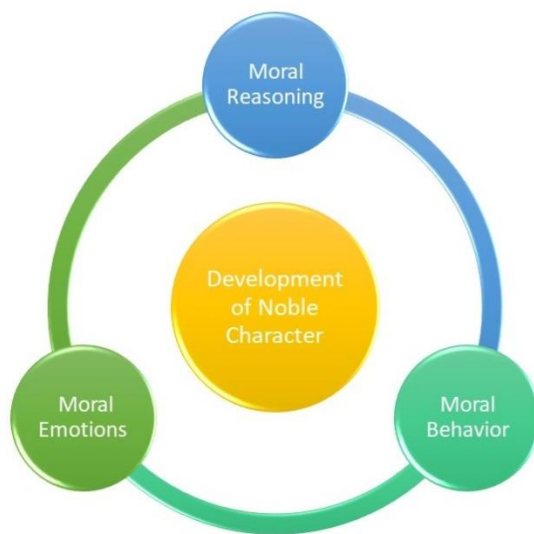 Moral
Reasoning
Development
of Noble
Character
Moral
Emotions
Moral
Behavior